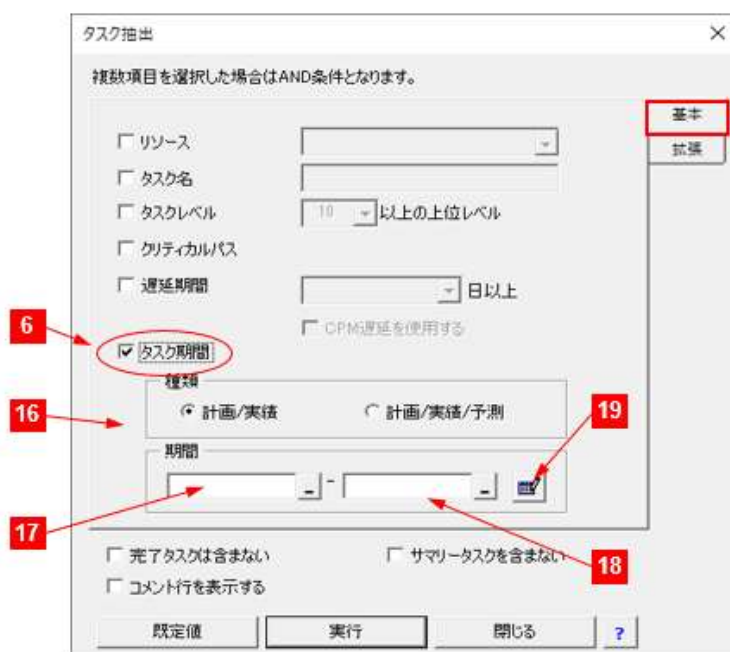 タスク抽出
複数項目を選択した場合はAND条件となります。
基本
拡張
リソース
タスク名
タスクレベル 10 以上の上位レベル
クリティカルパス
遅延期間 日以上
CPM遅延を使用する
6
タスク期間
種類
16
計画/実績 計画/実績/予測
19
期間
-
17
18
完了タスクは含まない サマリータスクを含まない
コメント行を表示する
既定値 実行 閉じる ?